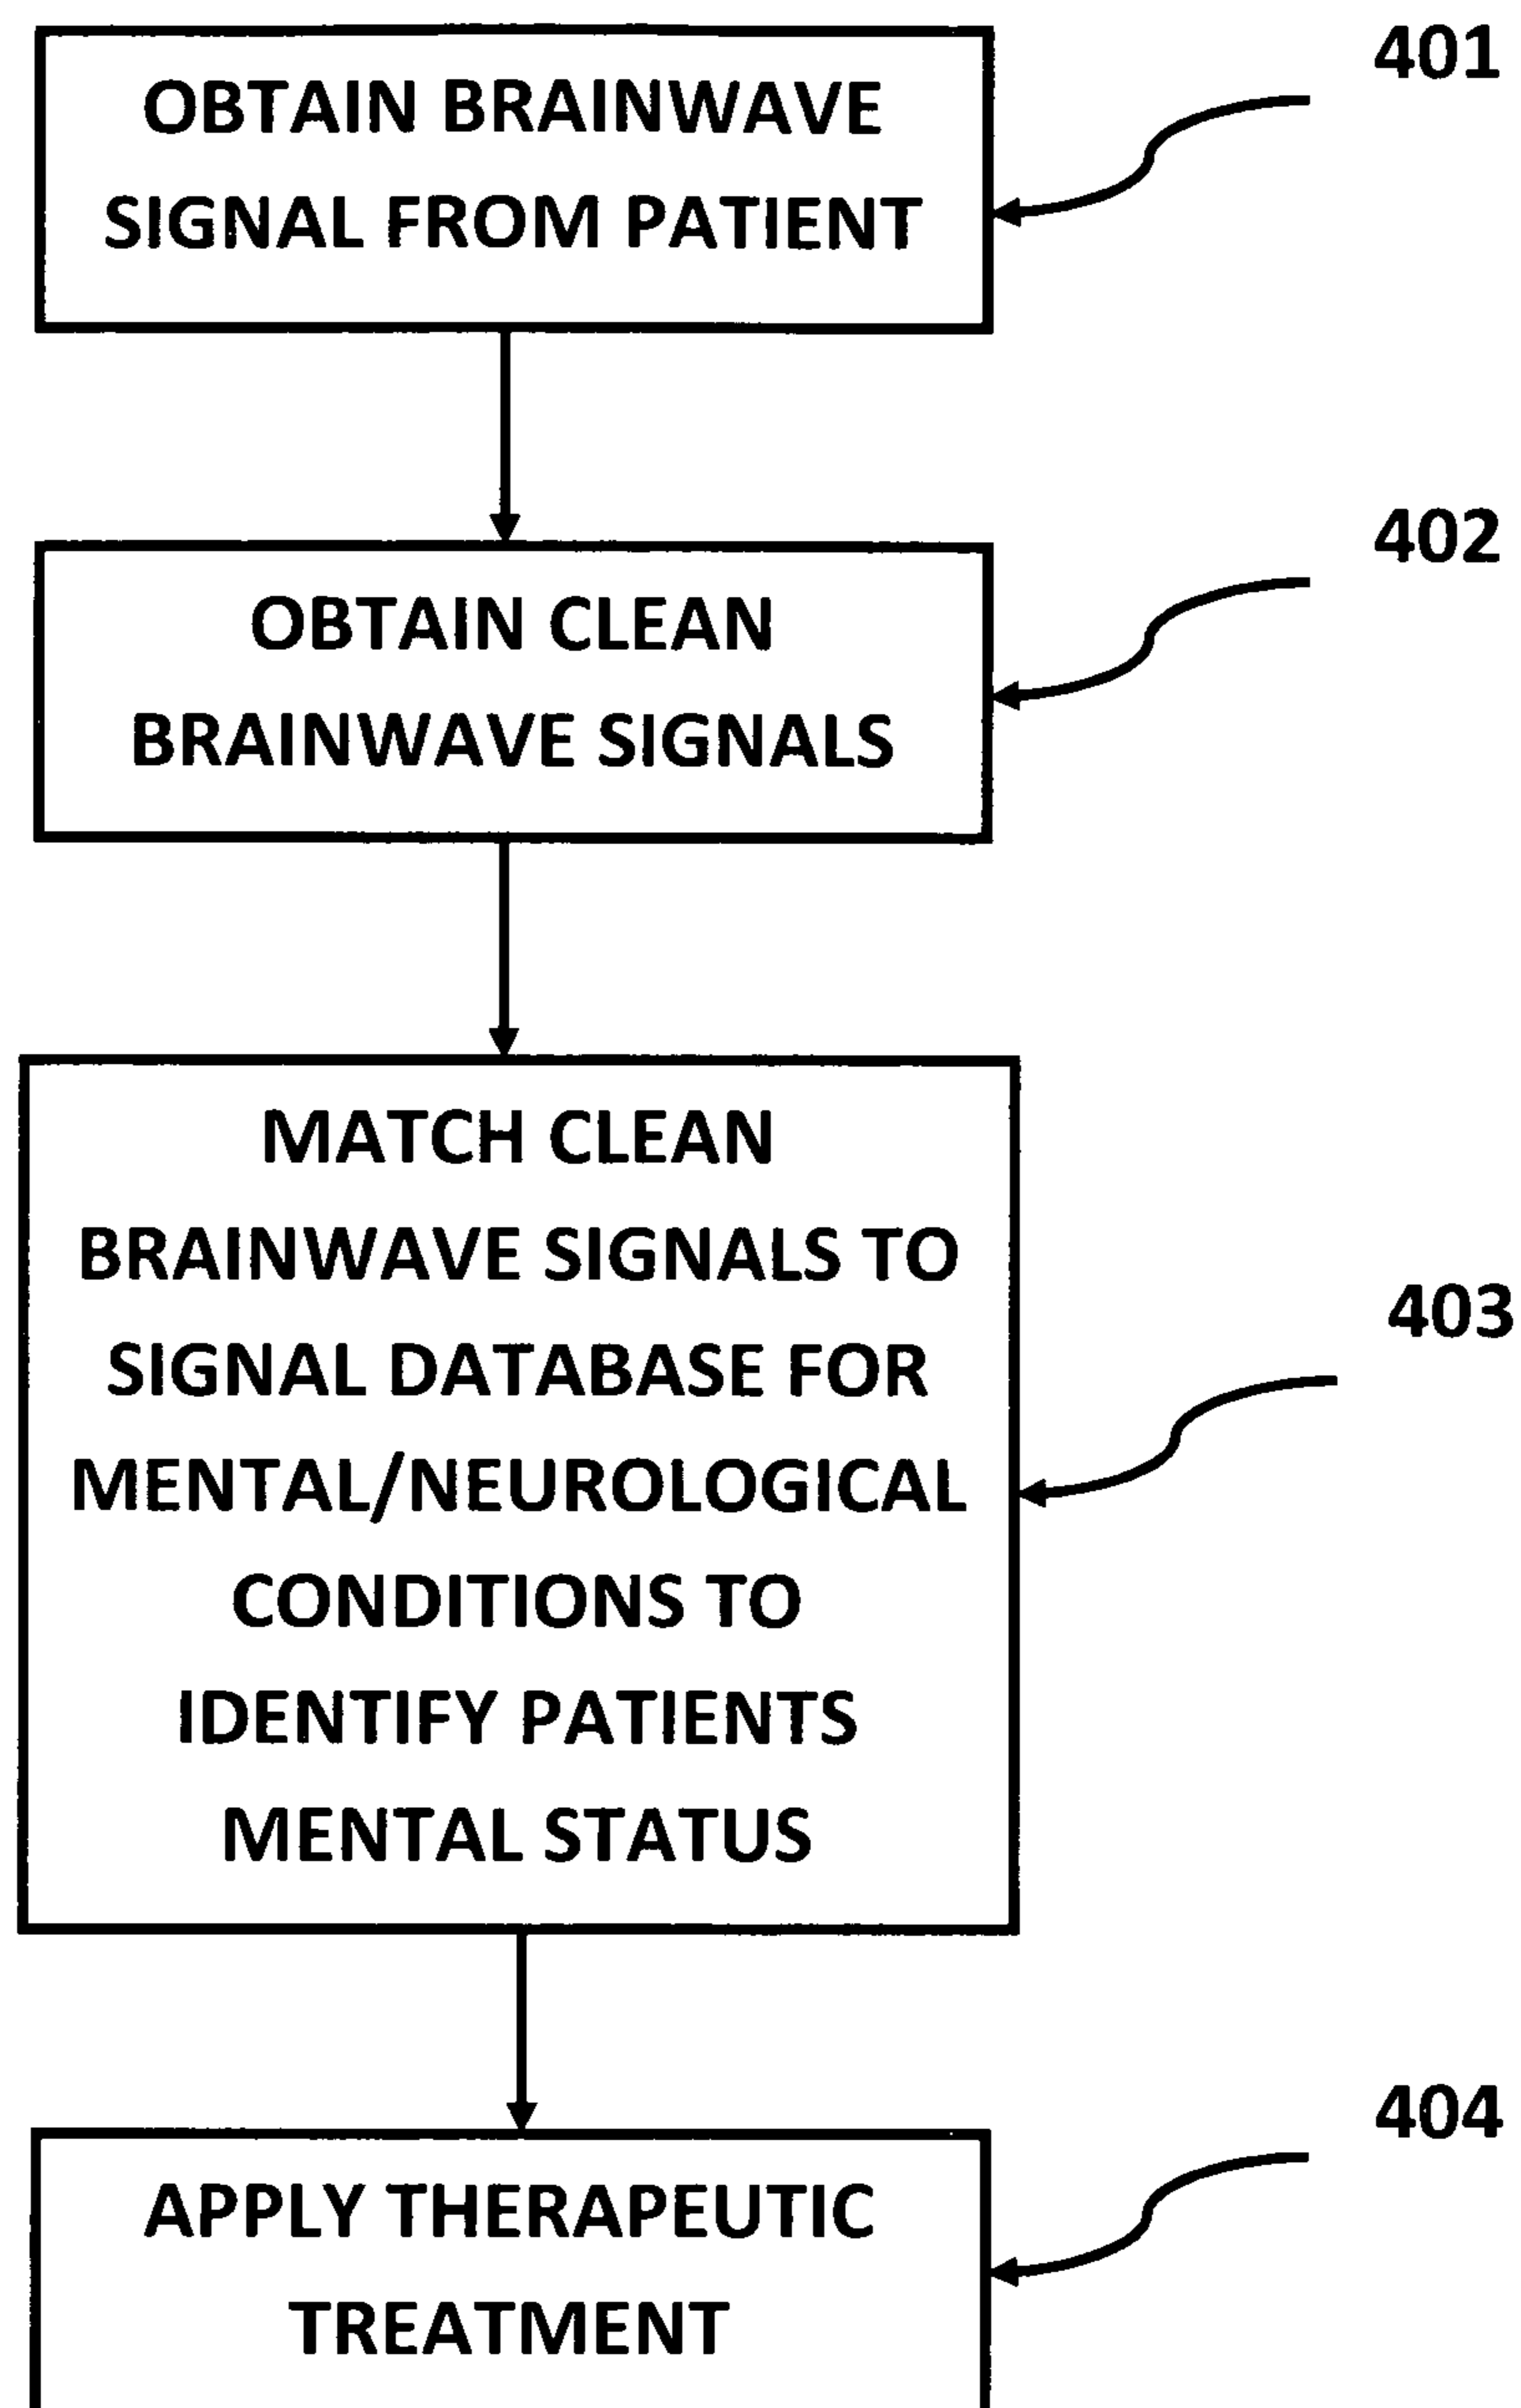 401
OBTAIN BRAINWAVE
SIGNAL FROM PATIENT
402
OBTAIN CLEAN
BRAINWAVE SIGNALS
MATCH CLEAN
BRAINWAVE SIGNALS TO
403
SIGNAL DATABASE FOR
MENTAL/NEUROLOGICAL
CONDITIONS TO
IDENTIFY PATIENTS
MENTAL STATUS
404
APPLY THERAPEUTIC
TREATMENT